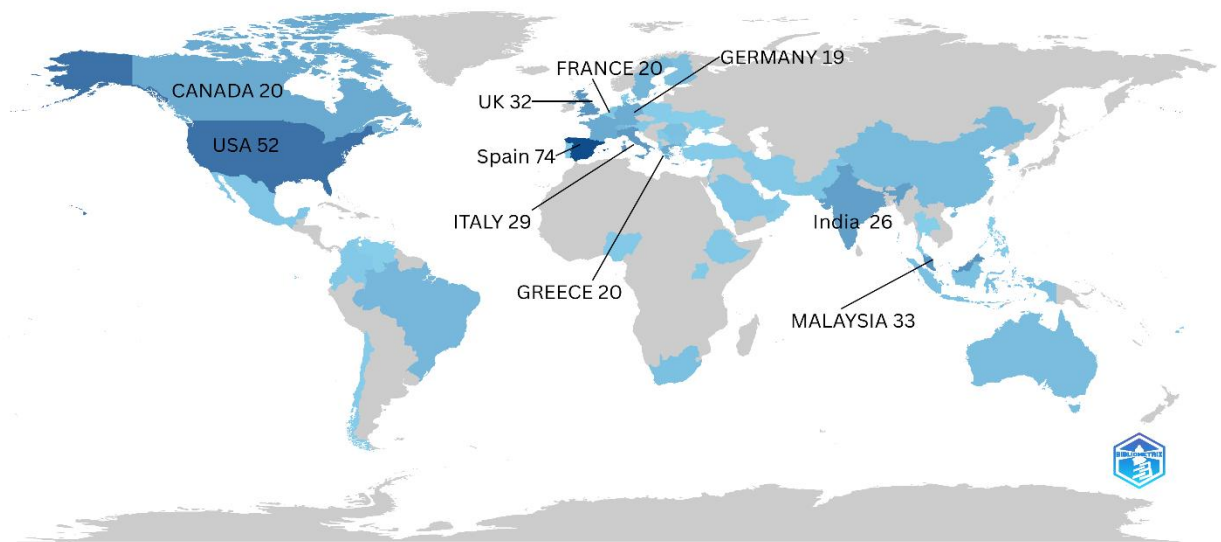 GERMANY 19
FRANCE 20
CANADA 20
UK 32
USA 52
Spain 74
ITALY 29
India 26
GREECE 20
MALAYSIA 33
BIBLIOMETRIX